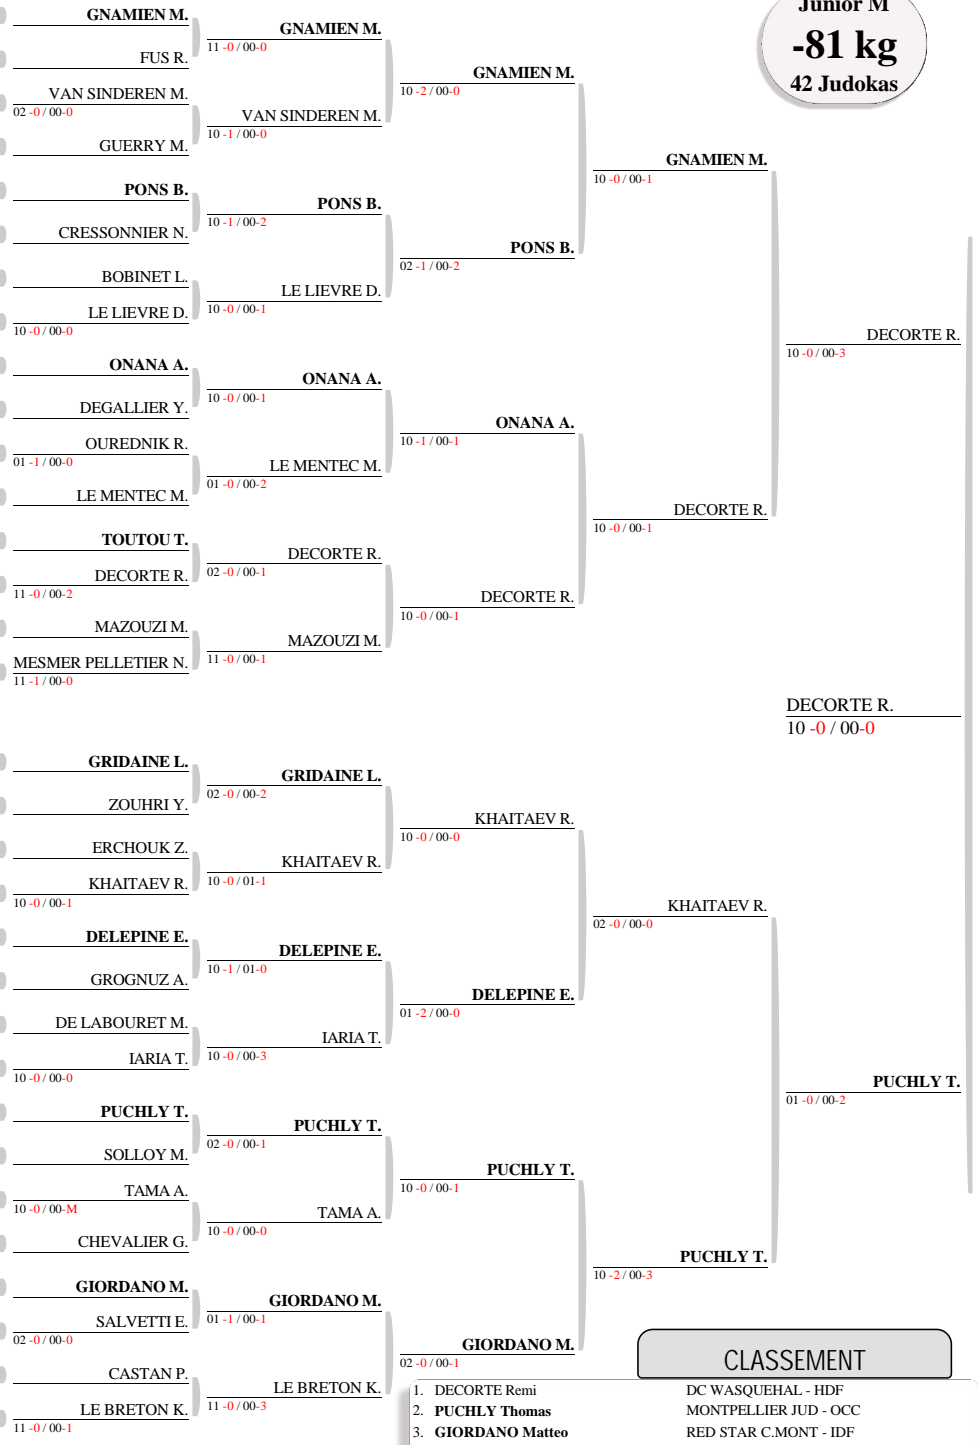 Junior M
-81 kg
42 Judokas
GNAMIEN M.
FUS R.
VAN SINDEREN M.
02 -0 / 00-0
GUERRY M.
PONS B.
CRESSONNIER N.
BOBINET L.
LE LIEVRE D.
10 -0 / 00-0
ONANA A.
DEGALLIER Y.
OUREDNIK R.
01 -1 / 00-0
LE MENTEC M.
TOUTOU T.
DECORTE R.
11 -0 / 00-2
MAZOUZI M.
MESMER PELLETIER N.
11 -1 / 00-0
GRIDAINE L.
ZOUHRI Y.
ERCHOUK Z.
KHAITAEV R.
10 -0 / 00-1
DELEPINE E.
GROGNUZ A.
DE LABOURET M.
IARIA T.
10 -0 / 00-0
PUCHLY T.
SOLLOY M.
TAMA A.
10 -0 / 00-M
CHEVALIER G.
GIORDANO M.
SALVETTI E.
02 -0 / 00-0
CASTAN P.
LE BRETON K.
11 -0 / 00-1
GNAMIEN M.
11 -0 / 00-0
VAN SINDEREN M.
10 -1 / 00-0
PONS B.
10 -1 / 00-2
LE LIEVRE D.
10 -0 / 00-1
ONANA A.
10 -0 / 00-1
LE MENTEC M.
01 -0 / 00-2
DECORTE R.
02 -0 / 00-1
MAZOUZI M.
11 -0 / 00-1
GRIDAINE L.
02 -0 / 00-2
KHAITAEV R.
10 -0 / 01-1
DELEPINE E.
10 -1 / 01-0
IARIA T.
10 -0 / 00-3
PUCHLY T.
02 -0 / 00-1
TAMA A.
10 -0 / 00-0
GIORDANO M.
01 -1 / 00-1
LE BRETON K.
11 -0 / 00-3
GNAMIEN M.
10 -2 / 00-0
PONS B.
02 -1 / 00-2
ONANA A.
10 -1 / 00-1
DECORTE R.
10 -0 / 00-1
KHAITAEV R.
10 -0 / 00-0
DELEPINE E.
01 -2 / 00-0
PUCHLY T.
10 -0 / 00-1
GIORDANO M.
02 -0 / 00-1
GNAMIEN M.
10 -0 / 00-1
DECORTE R.
10 -0 / 00-1
KHAITAEV R.
02 -0 / 00-0
PUCHLY T.
10 -2 / 00-3
DECORTE R.
10 -0 / 00-3
PUCHLY T.
01 -0 / 00-2
DECORTE R.
10 -0 / 00-0
CLASSEMENT
1. DECORTE Remi DC WASQUEHAL - HDF
2. PUCHLY Thomas MONTPELLIER JUD - OCC
3. GIORDANO Matteo RED STAR C.MONT - IDF